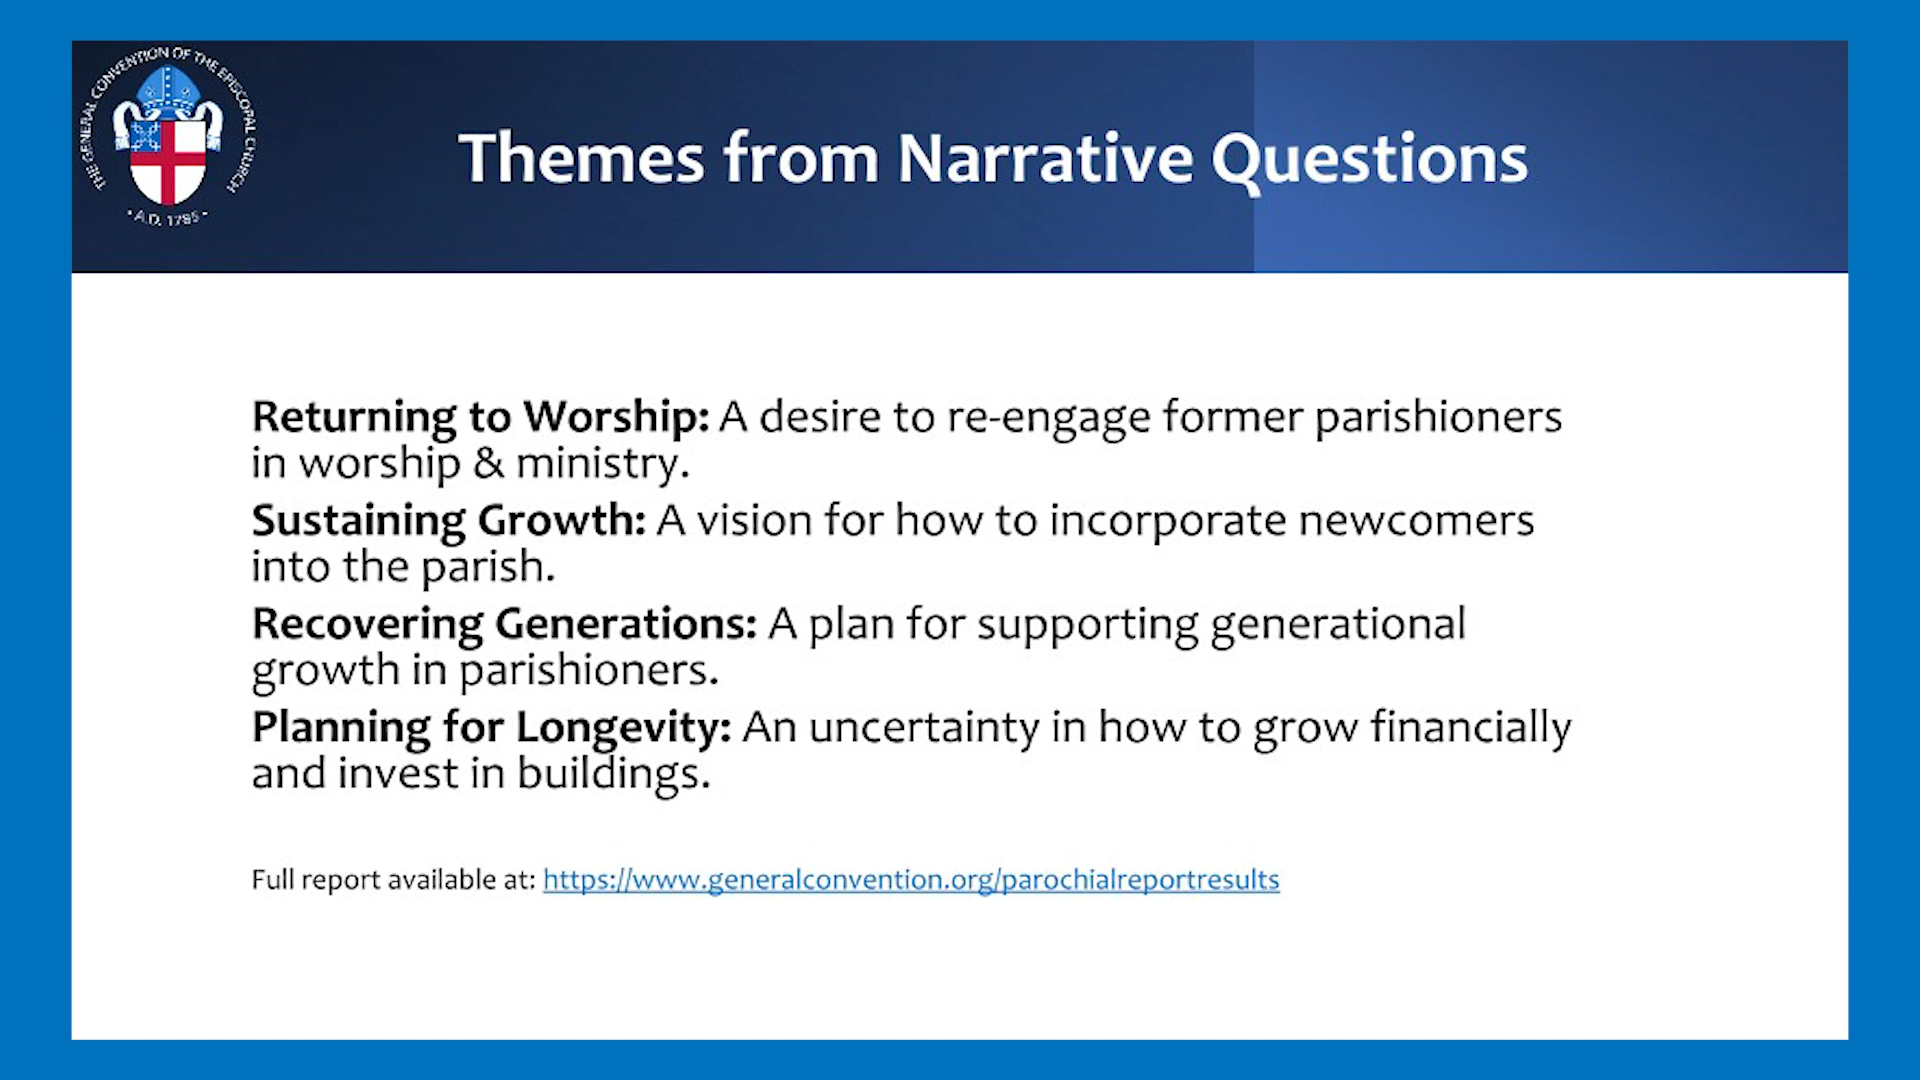 THE GENERAL CONVENTION OF THE EPISCOPAL CHURCH
• A.D. 1785 •
Themes from Narrative Questions
Returning to Worship: A desire to re-engage former parishioners
in worship & ministry.
Sustaining Growth: A vision for how to incorporate newcomers
into the parish.
Recovering Generations: A plan for supporting generational
growth in parishioners.
Planning for Longevity: An uncertainty in how to grow financially
and invest in buildings.
Full report available at: https://www.generalconvention.org/parochialreportresults